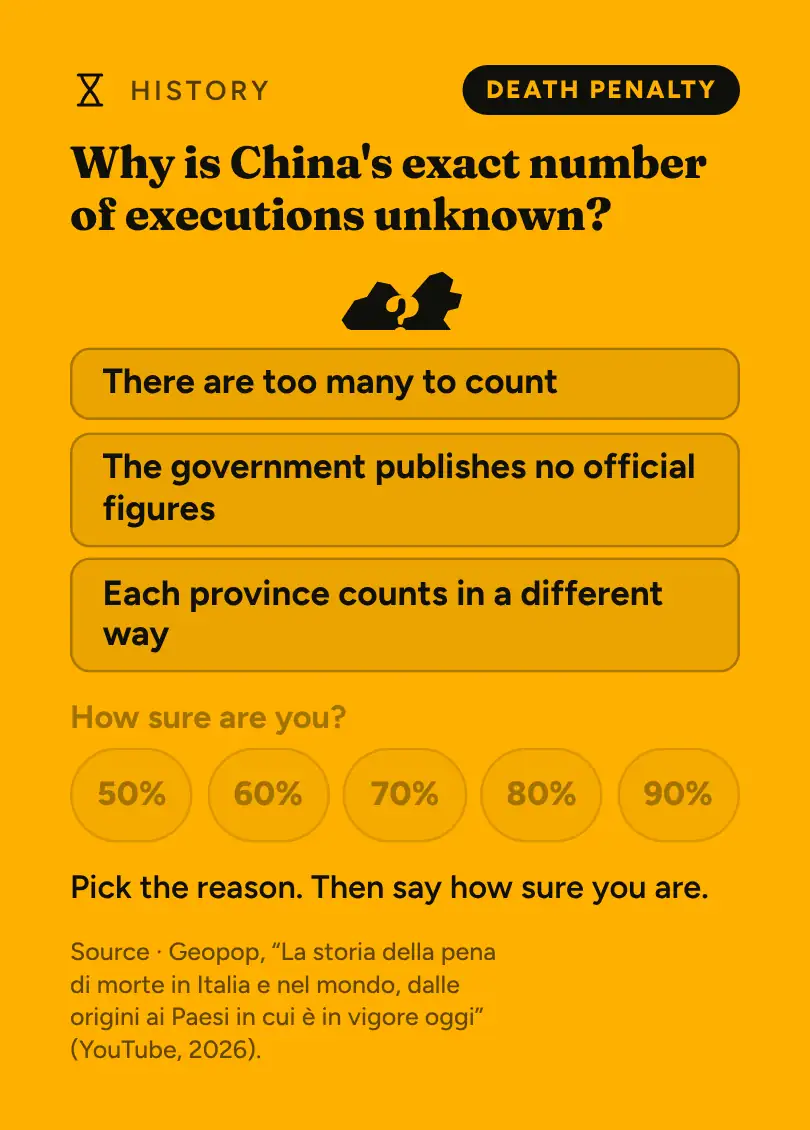 HISTORY
DEATH PENALTY
Why is China's exact number
of executions unknown?
?
There are too many to count
The government publishes no official
figures
Each province counts in a different
way
How sure are you?
50% 60% 70% 80% 90%
Pick the reason. Then say how sure you are.
Source · Geopop, “La storia della pena
di morte in Italia e nel mondo, dalle
origini ai Paesi in cui è in vigore oggi”
(YouTube, 2026).